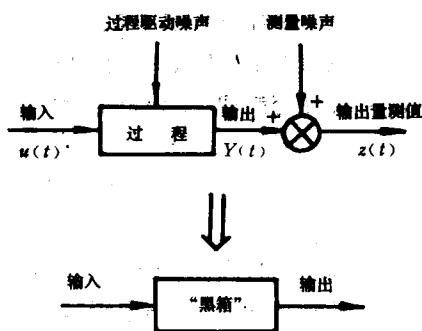 过程驱动噪声
测量噪声
输入
过 程
输出
+
+
输出量测值
u(t)
Y(t)
z(t)
输入
“黑箱”
输出